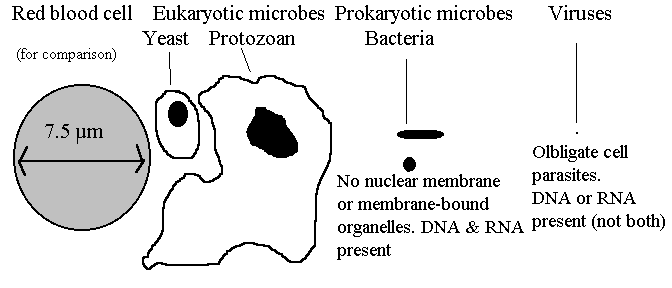 Red blood cell Eukaryotic microbes Prokaryotic microbes Viruses
(for comparison) Yeast Protozoan Bacteria
7.5 µm
No nuclear membrane
or membrane-bound
organelles. DNA & RNA
present
Olbligate cell
parasites.
DNA or RNA
present (not both)